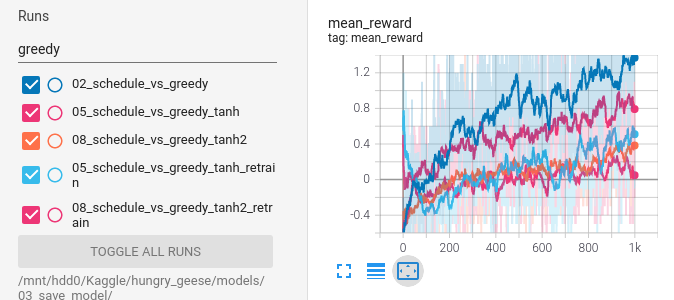 Runs
greedy
02_schedule_vs_greedy
05_schedule_vs_greedy_tanh
08_schedule_vs_greedy_tanh2
05_schedule_vs_greedy_tanh_retrai
n
08_schedule_vs_greedy_tanh2_retr
ain
TOGGLE ALL RUNS
/mnt/hdd0/Kaggle/hungry_geese/models/
03_save_model/
mean_reward
tag: mean_reward
1.2
0.8
0.4
0
-0.4
0 200 400 600 800 1k